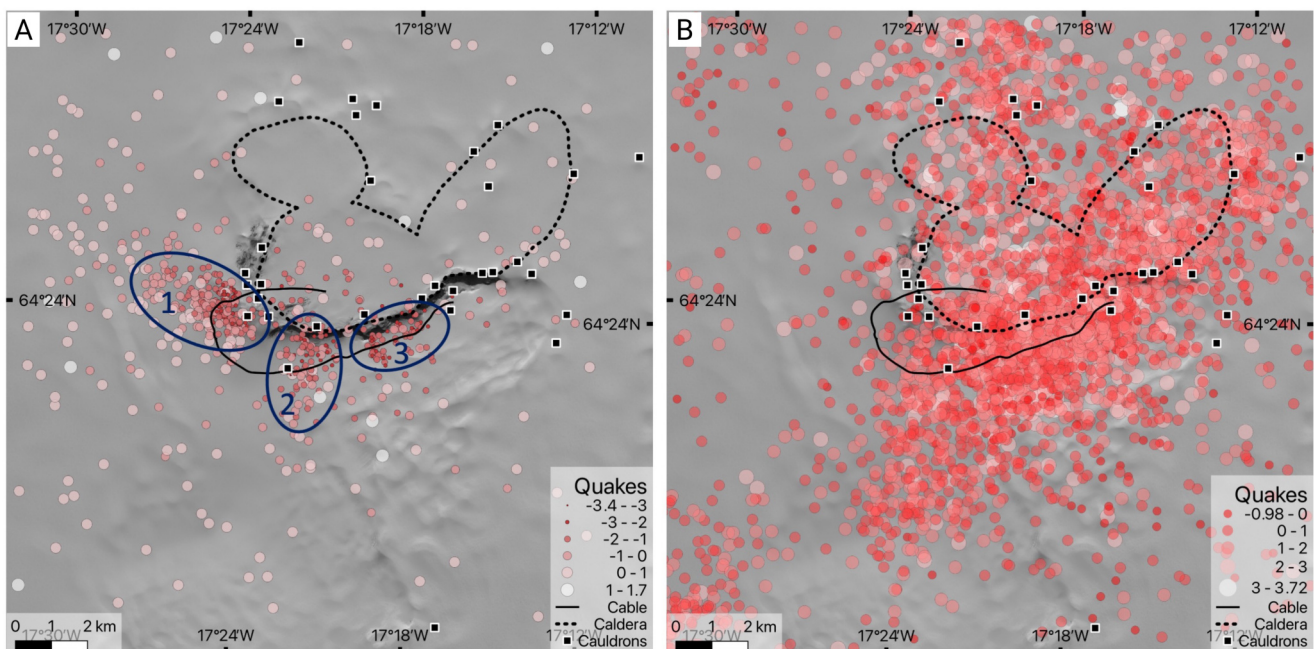 A
17°30′W 17°24′W 17°18′W 17°12′W
64°24′N
64°24′N
1
2
3
Quakes
-3.4 - -3
-3 - -2
-2 - -1
-1 - 0
0 - 1
1 - 1.7
Cable
Caldera
Cauldrons
0 1 2 km
17°30′W 17°24′W 17°18′W 17°12′W
B
17°30′W 17°24′W 17°18′W 17°12′W
64°24′N
64°24′N
Quakes
-0.98 - 0
0 - 1
1 - 2
2 - 3
3 - 3.72
Cable
Caldera
Cauldrons
0 1 2 km
17°30′W 17°24′W 17°18′W 17°12′W